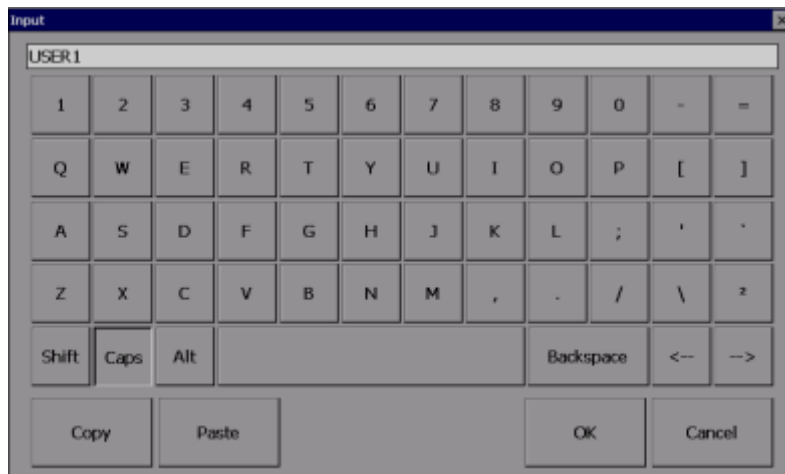 Input
USER1
1 2 3 4 5 6 7 8 9 0 - =
Q W E R T Y U I O P [ ]
A S D F G H J K L ; ' `
Z X C V B N M , . / \ ²
Shift Caps Alt Backspace <-- -->
Copy Paste OK Cancel